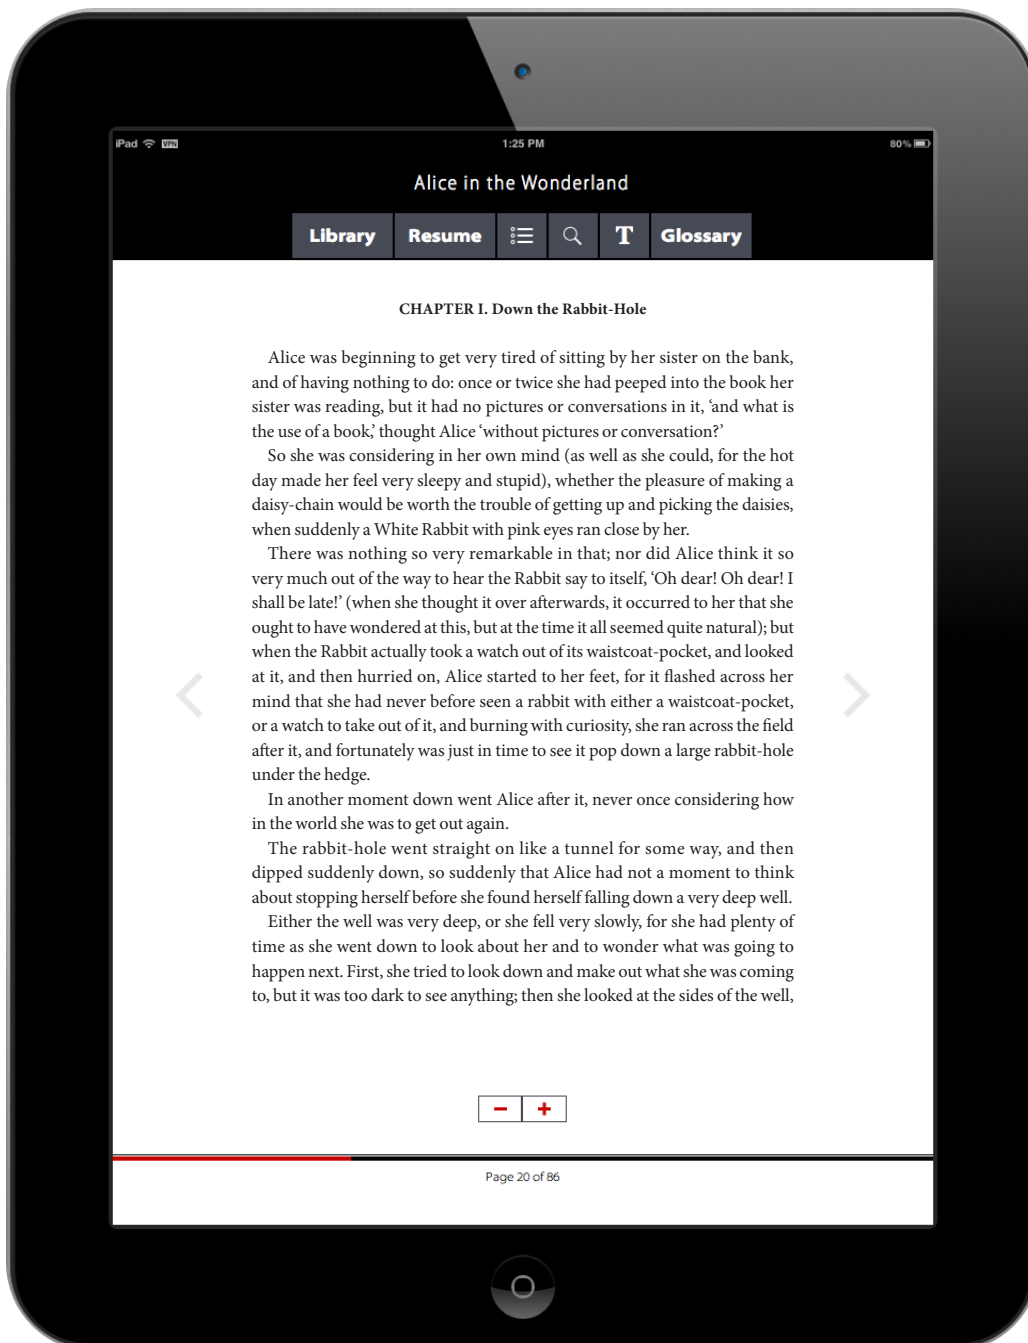 iPad VPN 1:25 PM 80%
Alice in the Wonderland
Library Resume T Glossary
CHAPTER I. Down the Rabbit-Hole
Alice was beginning to get very tired of sitting by her sister on the bank,
and of having nothing to do: once or twice she had peeped into the book her
sister was reading, but it had no pictures or conversations in it, ‘and what is
the use of a book,’ thought Alice ‘without pictures or conversation?’
So she was considering in her own mind (as well as she could, for the hot
day made her feel very sleepy and stupid), whether the pleasure of making a
daisy-chain would be worth the trouble of getting up and picking the daisies,
when suddenly a White Rabbit with pink eyes ran close by her.
There was nothing so very remarkable in that; nor did Alice think it so
very much out of the way to hear the Rabbit say to itself, ‘Oh dear! Oh dear! I
shall be late!’ (when she thought it over afterwards, it occurred to her that she
ought to have wondered at this, but at the time it all seemed quite natural); but
when the Rabbit actually took a watch out of its waistcoat-pocket, and looked
at it, and then hurried on, Alice started to her feet, for it flashed across her
mind that she had never before seen a rabbit with either a waistcoat-pocket,
or a watch to take out of it, and burning with curiosity, she ran across the field
after it, and fortunately was just in time to see it pop down a large rabbit-hole
under the hedge.
In another moment down went Alice after it, never once considering how
in the world she was to get out again.
The rabbit-hole went straight on like a tunnel for some way, and then
dipped suddenly down, so suddenly that Alice had not a moment to think
about stopping herself before she found herself falling down a very deep well.
Either the well was very deep, or she fell very slowly, for she had plenty of
time as she went down to look about her and to wonder what was going to
happen next. First, she tried to look down and make out what she was coming
to, but it was too dark to see anything; then she looked at the sides of the well,
− +
Page 20 of 86